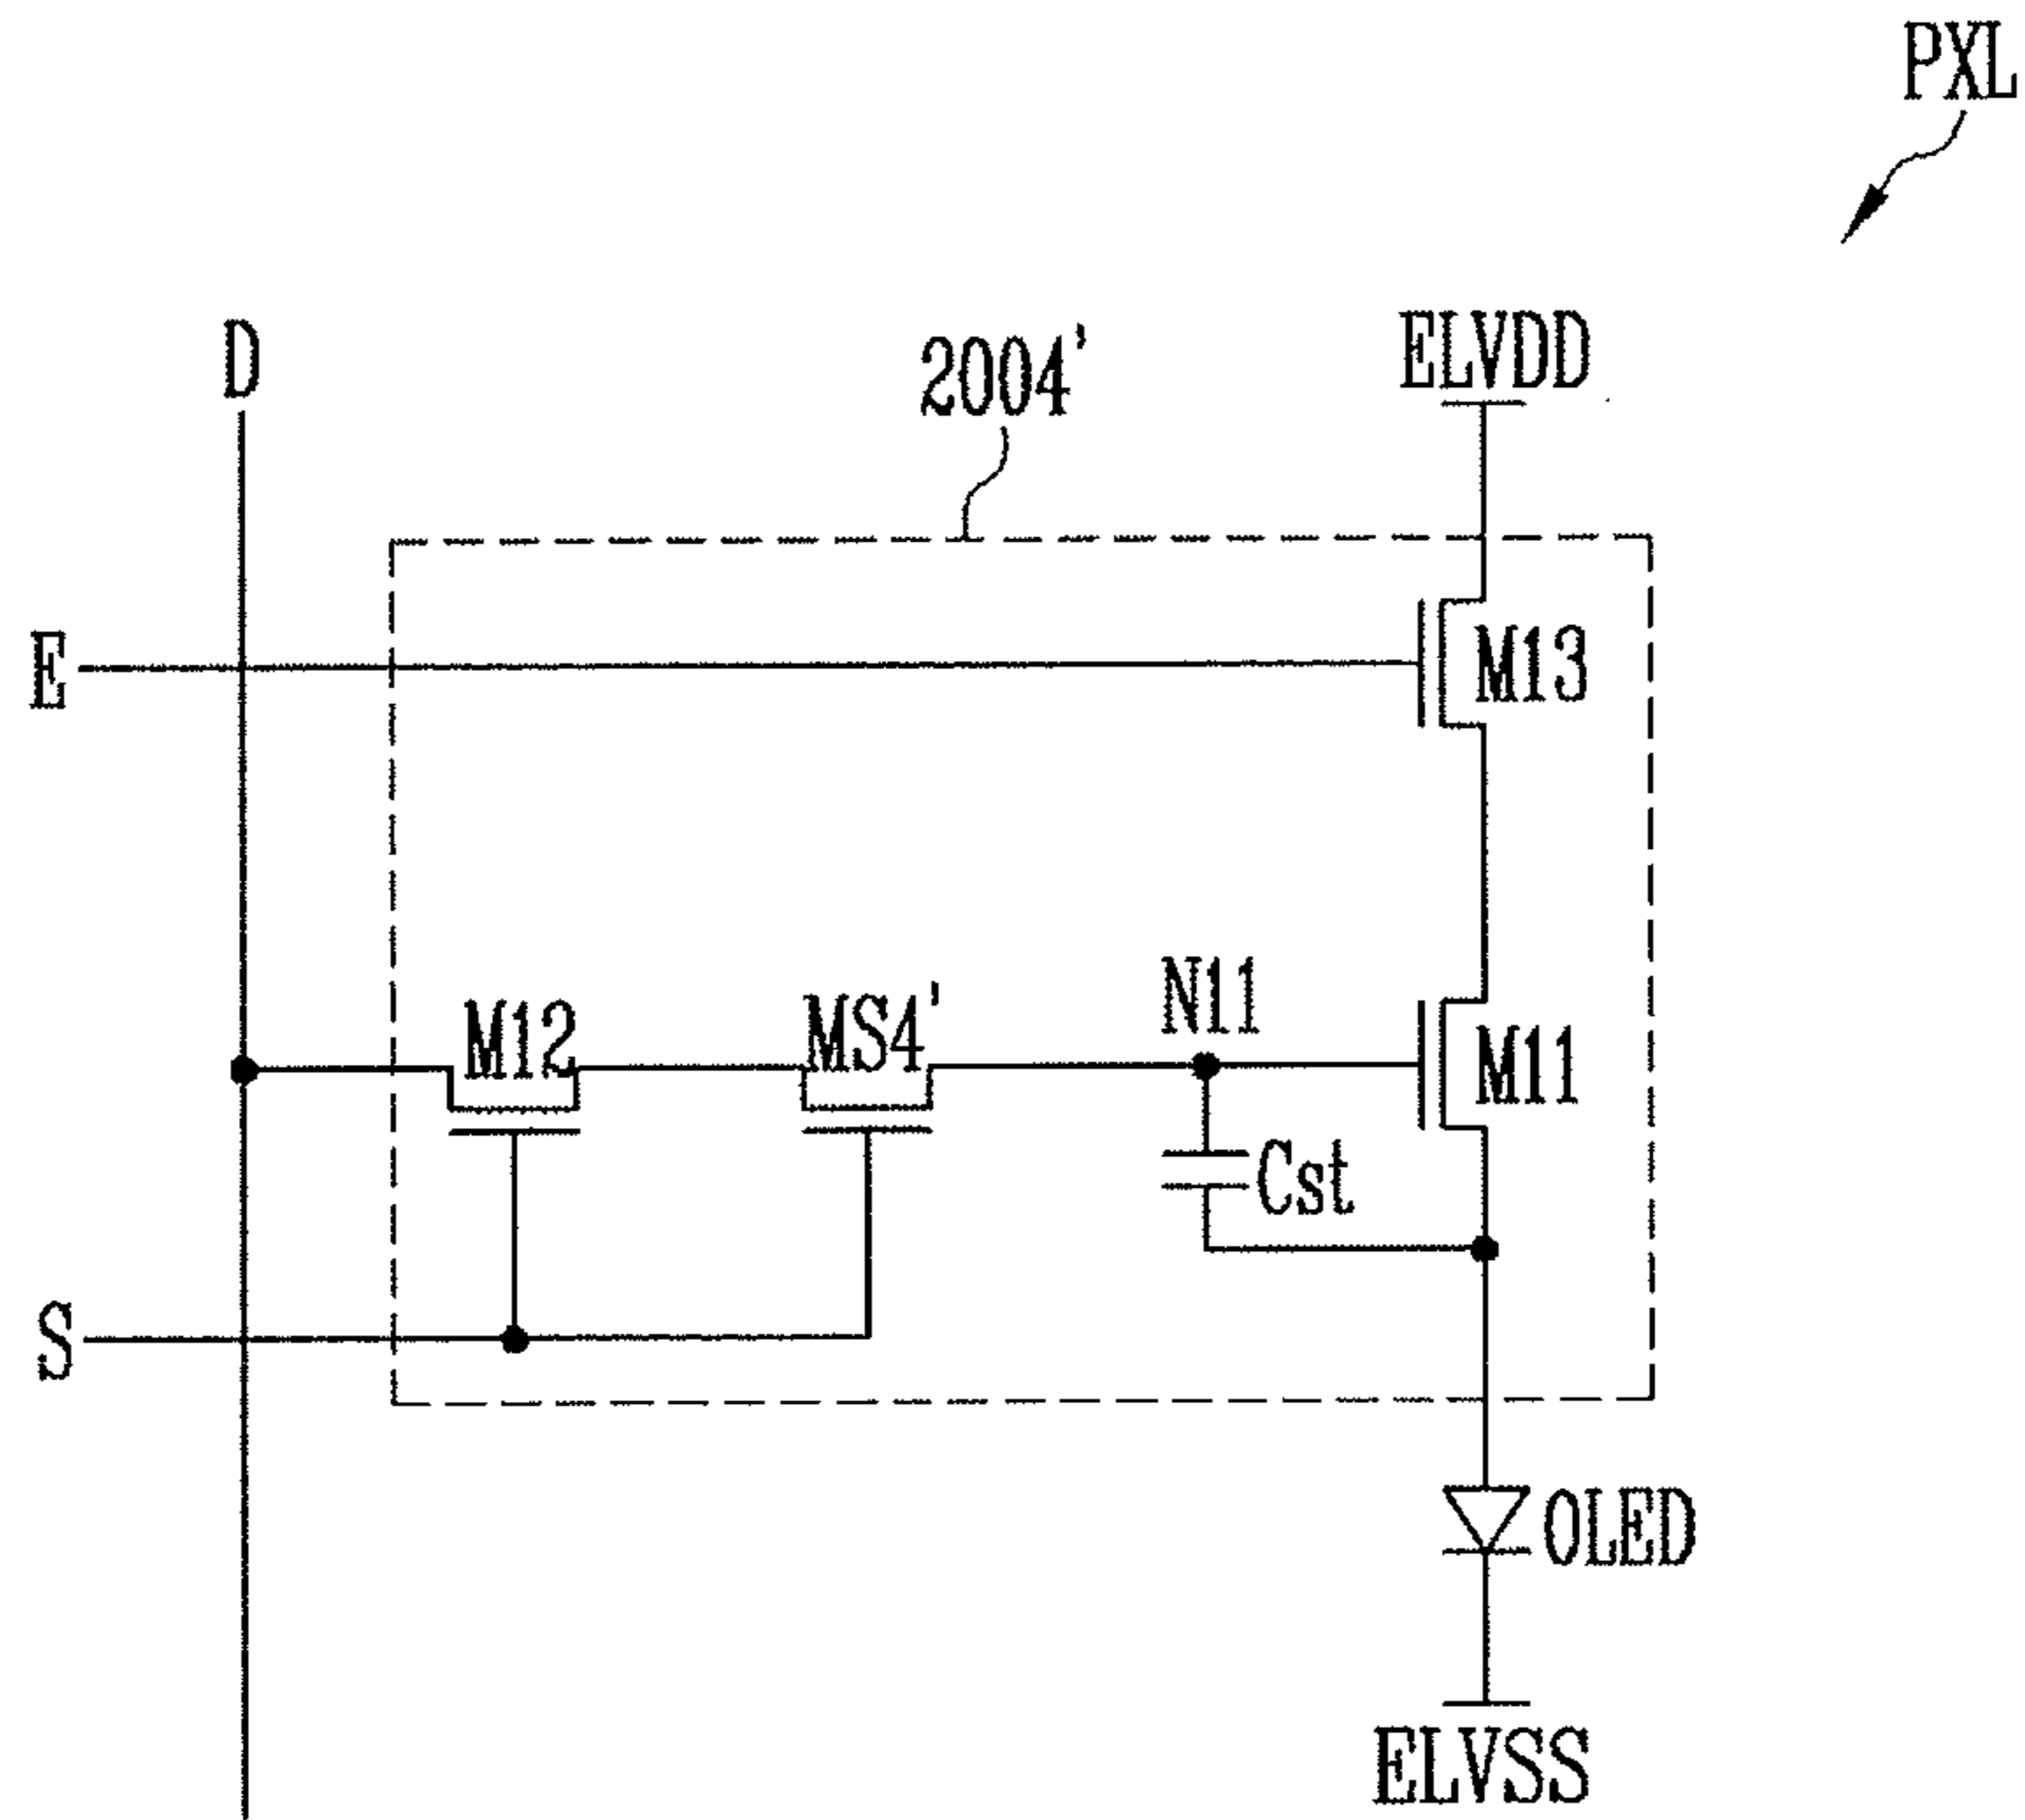 PXL
D
2004'
ELVDD
E
M13
M12
MS4'
N11
M11
Cst
S
OLED
ELVSS